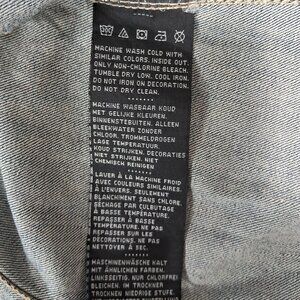 MACHINE WASH COLD WITH
SIMILAR COLORS. INSIDE OUT.
ONLY NON-CHLORINE BLEACH.
TUMBLE DRY LOW. COOL IRON.
DO NOT IRON ON DECORATION.
DO NOT DRY CLEAN.
MACHINE WASBAAR KOUD
MET GELIJKE KLEUREN.
BINNENSTEBUITEN. ALLEEN
BLEEKWATER ZONDER
CHLOOR. TROMMELDROGEN
LAGE TEMPERATUUR.
KOUD STRIJKEN. DECORATIES
NIET STRIJKEN. NIET
CHEMISCH REINIGEN
LAVER À LA MACHINE FROID
AVEC COULEURS SIMILAIRES.
À L'ENVERS. SEULEMENT
BLANCHIMENT SANS CHLORE.
SÉCHAGE PAR CULBUTAGE
À BASSE TEMPÉRATURE.
REPASSER À BASSE
TEMPÉRATURE. NE PAS
REPASSER SUR LES
DÉCORATIONS. NE PAS
NETTOYER À SEC.
MASCHINENWÄSCHE KALT
MIT ÄHNLICHEN FARBEN.
LINKSSEITIG. NUR CHLORFREI
BLEICHEN. IM TROCKNER
TROCKNEN NIEDRIGE STUFE.